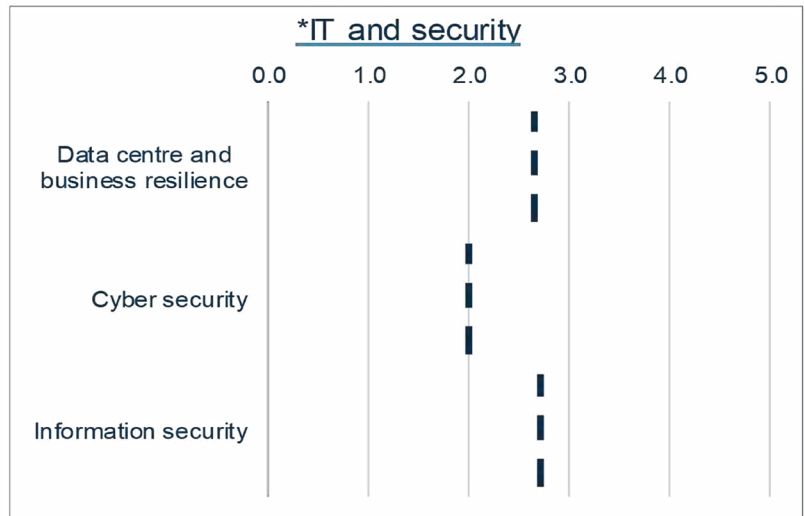 *IT and security
0.0 1.0 2.0 3.0 4.0 5.0
Data centre and
business resilience
Cyber security
Information security